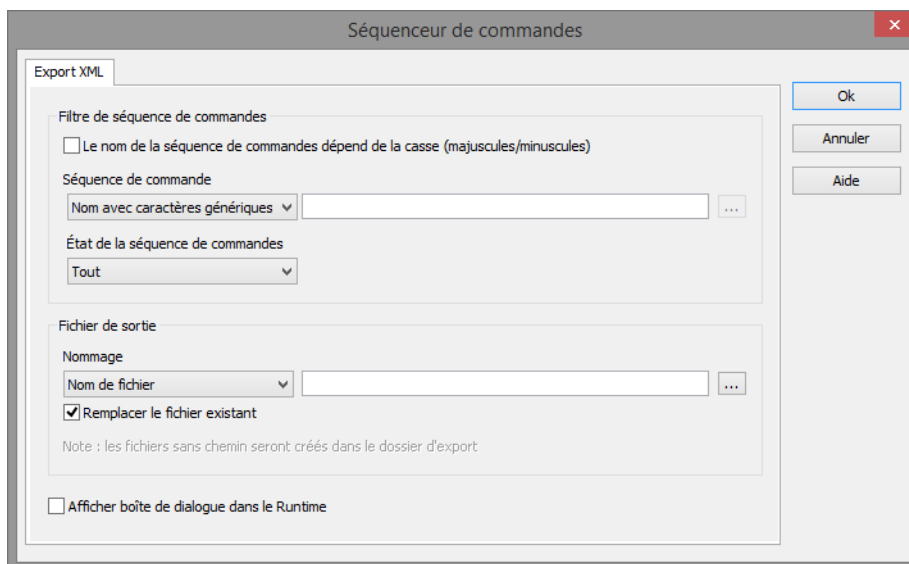 Séquenceur de commandes
Export XML
Filtre de séquence de commandes
Le nom de la séquence de commandes dépend de la casse (majuscules/minuscules)
Séquence de commande
Nom avec caractères génériques
...
État de la séquence de commandes
Tout
Fichier de sortie
Nommage
Nom de fichier
...
Remplacer le fichier existant
Note : les fichiers sans chemin seront créés dans le dossier d'export
Afficher boîte de dialogue dans le Runtime
Ok
Annuler
Aide